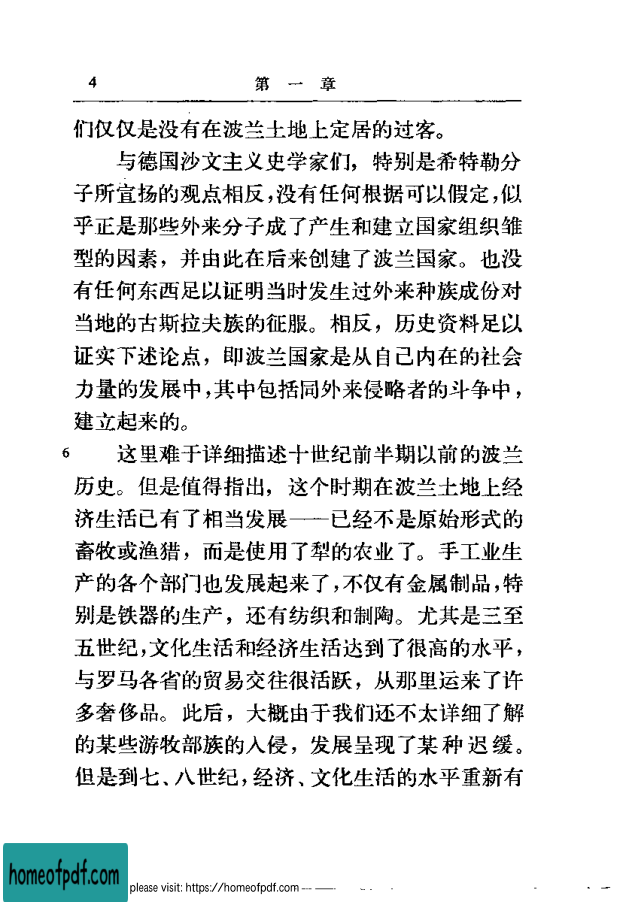 4
第一章
们仅仅是没有在波兰土地上定居的过客。
与德国沙文主义史学家们，特别是希特勒分
子所宣扬的观点相反，没有任何根据可以假定，似
乎正是那些外来分子成了产生和建立国家组织雏
型的因素，并由此在后来创建了波兰国家。也没
有任何东西足以证明当时发生过外来种族成份对
当地的古斯拉夫族的征服。相反，历史资料足以
证实下述论点，即波兰国家是从自己内在的社会
力量的发展中，其中包括同外来侵略者的斗争中，
建立起来的。
6
这里难于详细描述十世纪前半期以前的波兰
历史。但是值得指出，这个时期在波兰土地上经
济生活已有了相当发展——已经不是原始形式的
畜牧或渔猎，而是使用了犁的农业了。手工业生
产的各个部门也发展起来了，不仅有金属制品，特
别是铁器的生产，还有纺织和制陶。尤其是三至
五世纪，文化生活和经济生活达到了很高的水平，
与罗马各省的贸易交往很活跃，从那里运来了许
多奢侈品。此后，大概由于我们还不太详细了解
的某些游牧部族的入侵，发展呈现了某种迟缓。
但是到七、八世纪，经济、文化生活的水平重新有
homeofpdf.com
please visit: https://homeofpdf.com